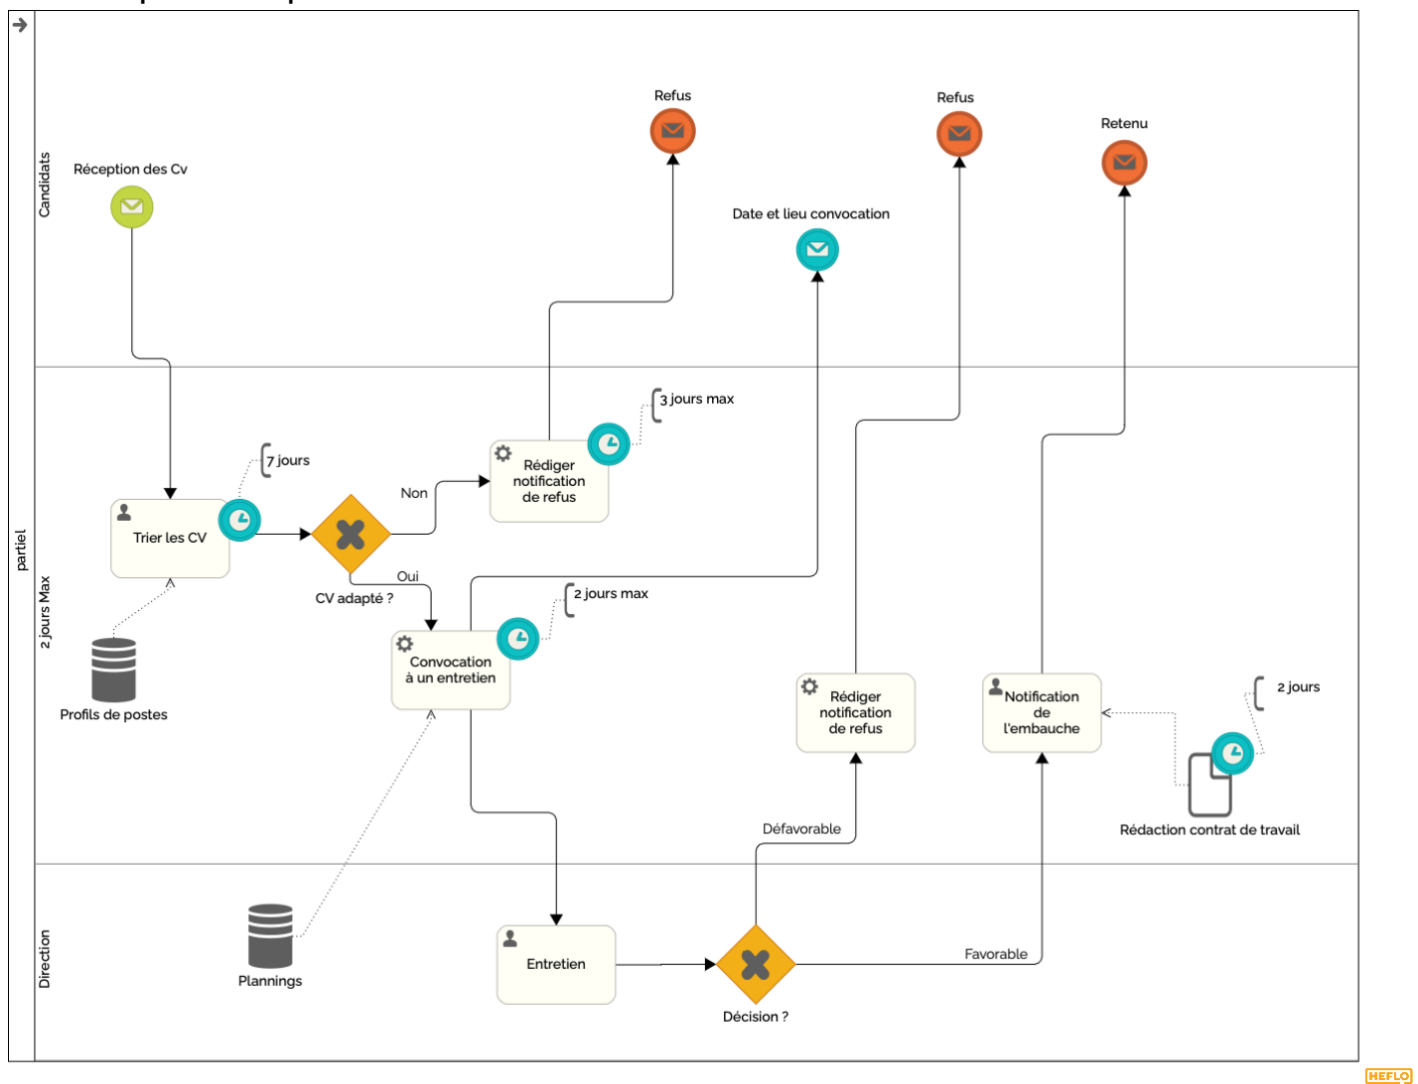 Refus
Refus
Retenu
Réception des Cv
Date et lieu convocation
Candidats
3 jours max
7 jours
Rédiger
notification
de refus
Non
Trier les CV
partiel
Oui
CV adapté ?
2 jours max
2 jours Max
Convocation
à un entretien
Profils de postes
2 jours
Rédiger
notification
de refus
Notification
de
l'embauche
Défavorable
Rédaction contrat de travail
Direction
Favorable
Entretien
Plannings
Décision ?
HEFLO